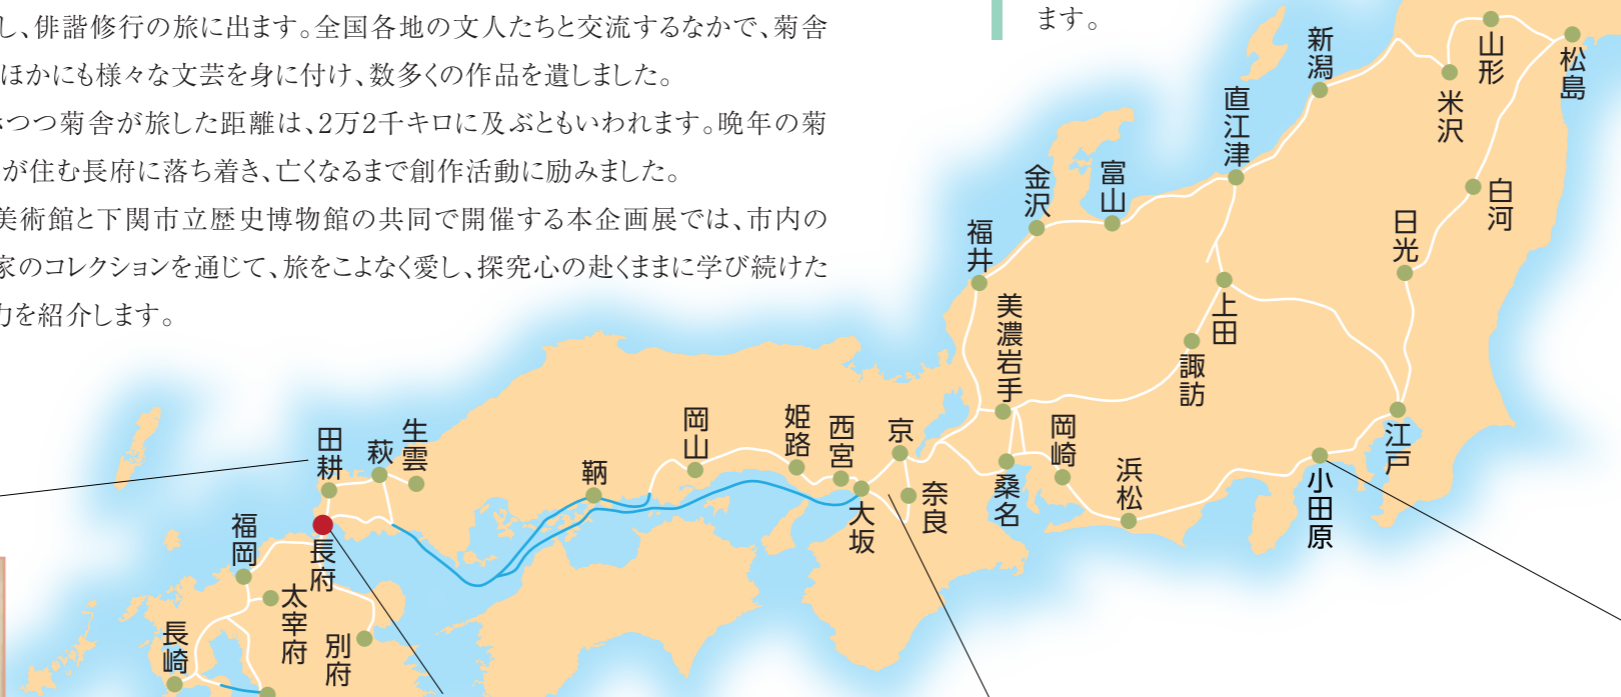 し、俳諧修行の旅に出ます。全国各地の文人たちと交流するなかで、菊舎
ほかにも様々な文芸を身に付け、数多くの作品を遺しました。
つつ菊舎が旅した距離は、2万2千キロに及ぶともいわれます。晩年の菊
が住む長府に落ち着き、亡くなるまで創作活動に励みました。
美術館と下関市立歴史博物館の共同で開催する本企画展では、市内の
家のコレクションを通じて、旅をこよなく愛し、探究心の赴くままに学び続けた
力を紹介します。
ます。
山形
松島
新潟
米沢
直江津
白河
金沢
富山
日光
福井
美濃岩手
上田
諏訪
江戸
小田原
岡崎
浜松
桑名
京
奈良
大坂
西宮
姫路
岡山
鞆
生雲
萩
田耕
長府
福岡
太宰府
別府
長崎